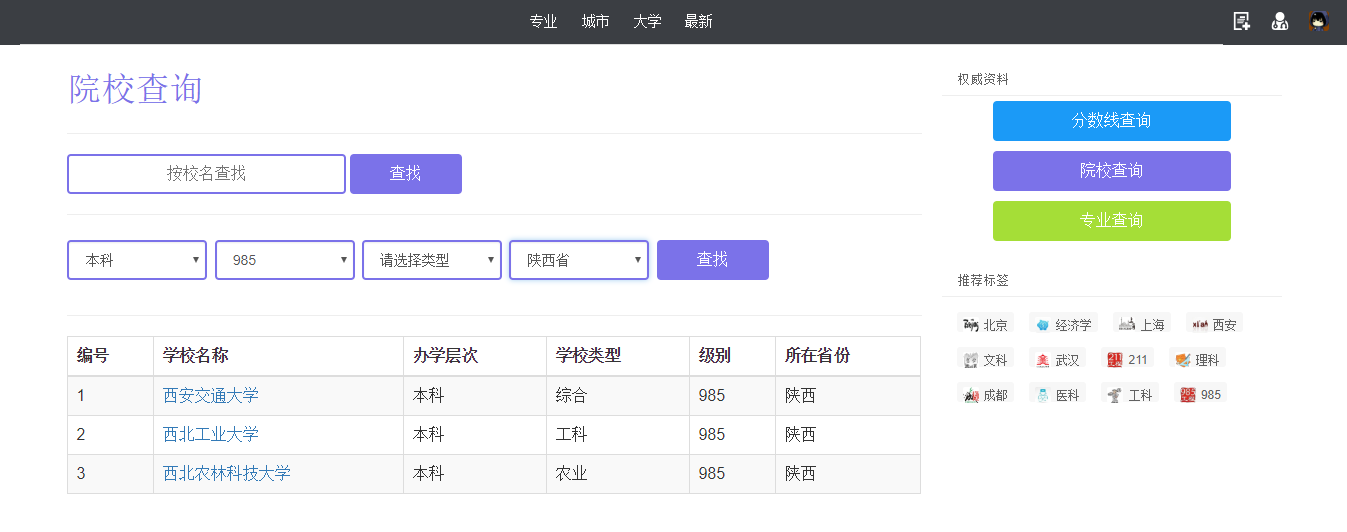 专业 城市 大学 最新
院校查询
按校名查找 查找
本科 985 请选择类型 陕西省 查找
编号 学校名称 办学层次 学校类型 级别 所在省份
1 西安交通大学 本科 综合 985 陕西
2 西北工业大学 本科 工科 985 陕西
3 西北农林科技大学 本科 农业 985 陕西
权威资料
分数线查询
院校查询
专业查询
推荐标签
北京 经济学 上海 西安
文科 武汉 211 理科
成都 医科 工科 985